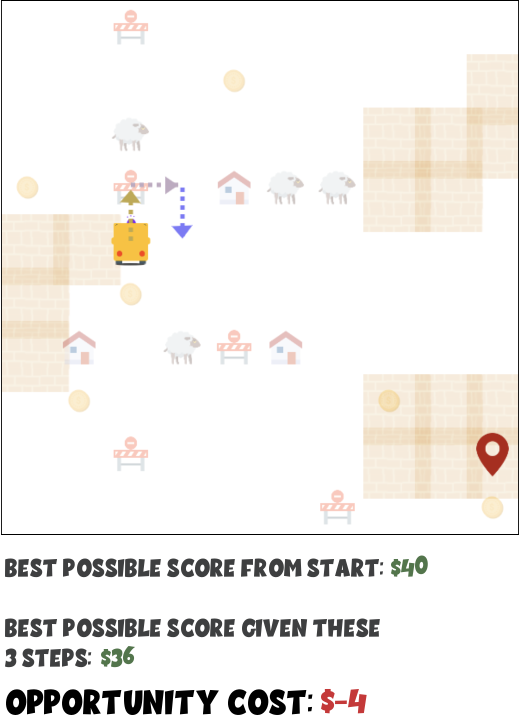 BEST POSSIBLE SCORE FROM START: $40
BEST POSSIBLE SCORE GIVEN THESE
3 STEPS: $36
OPPORTUNITY COST: $-4